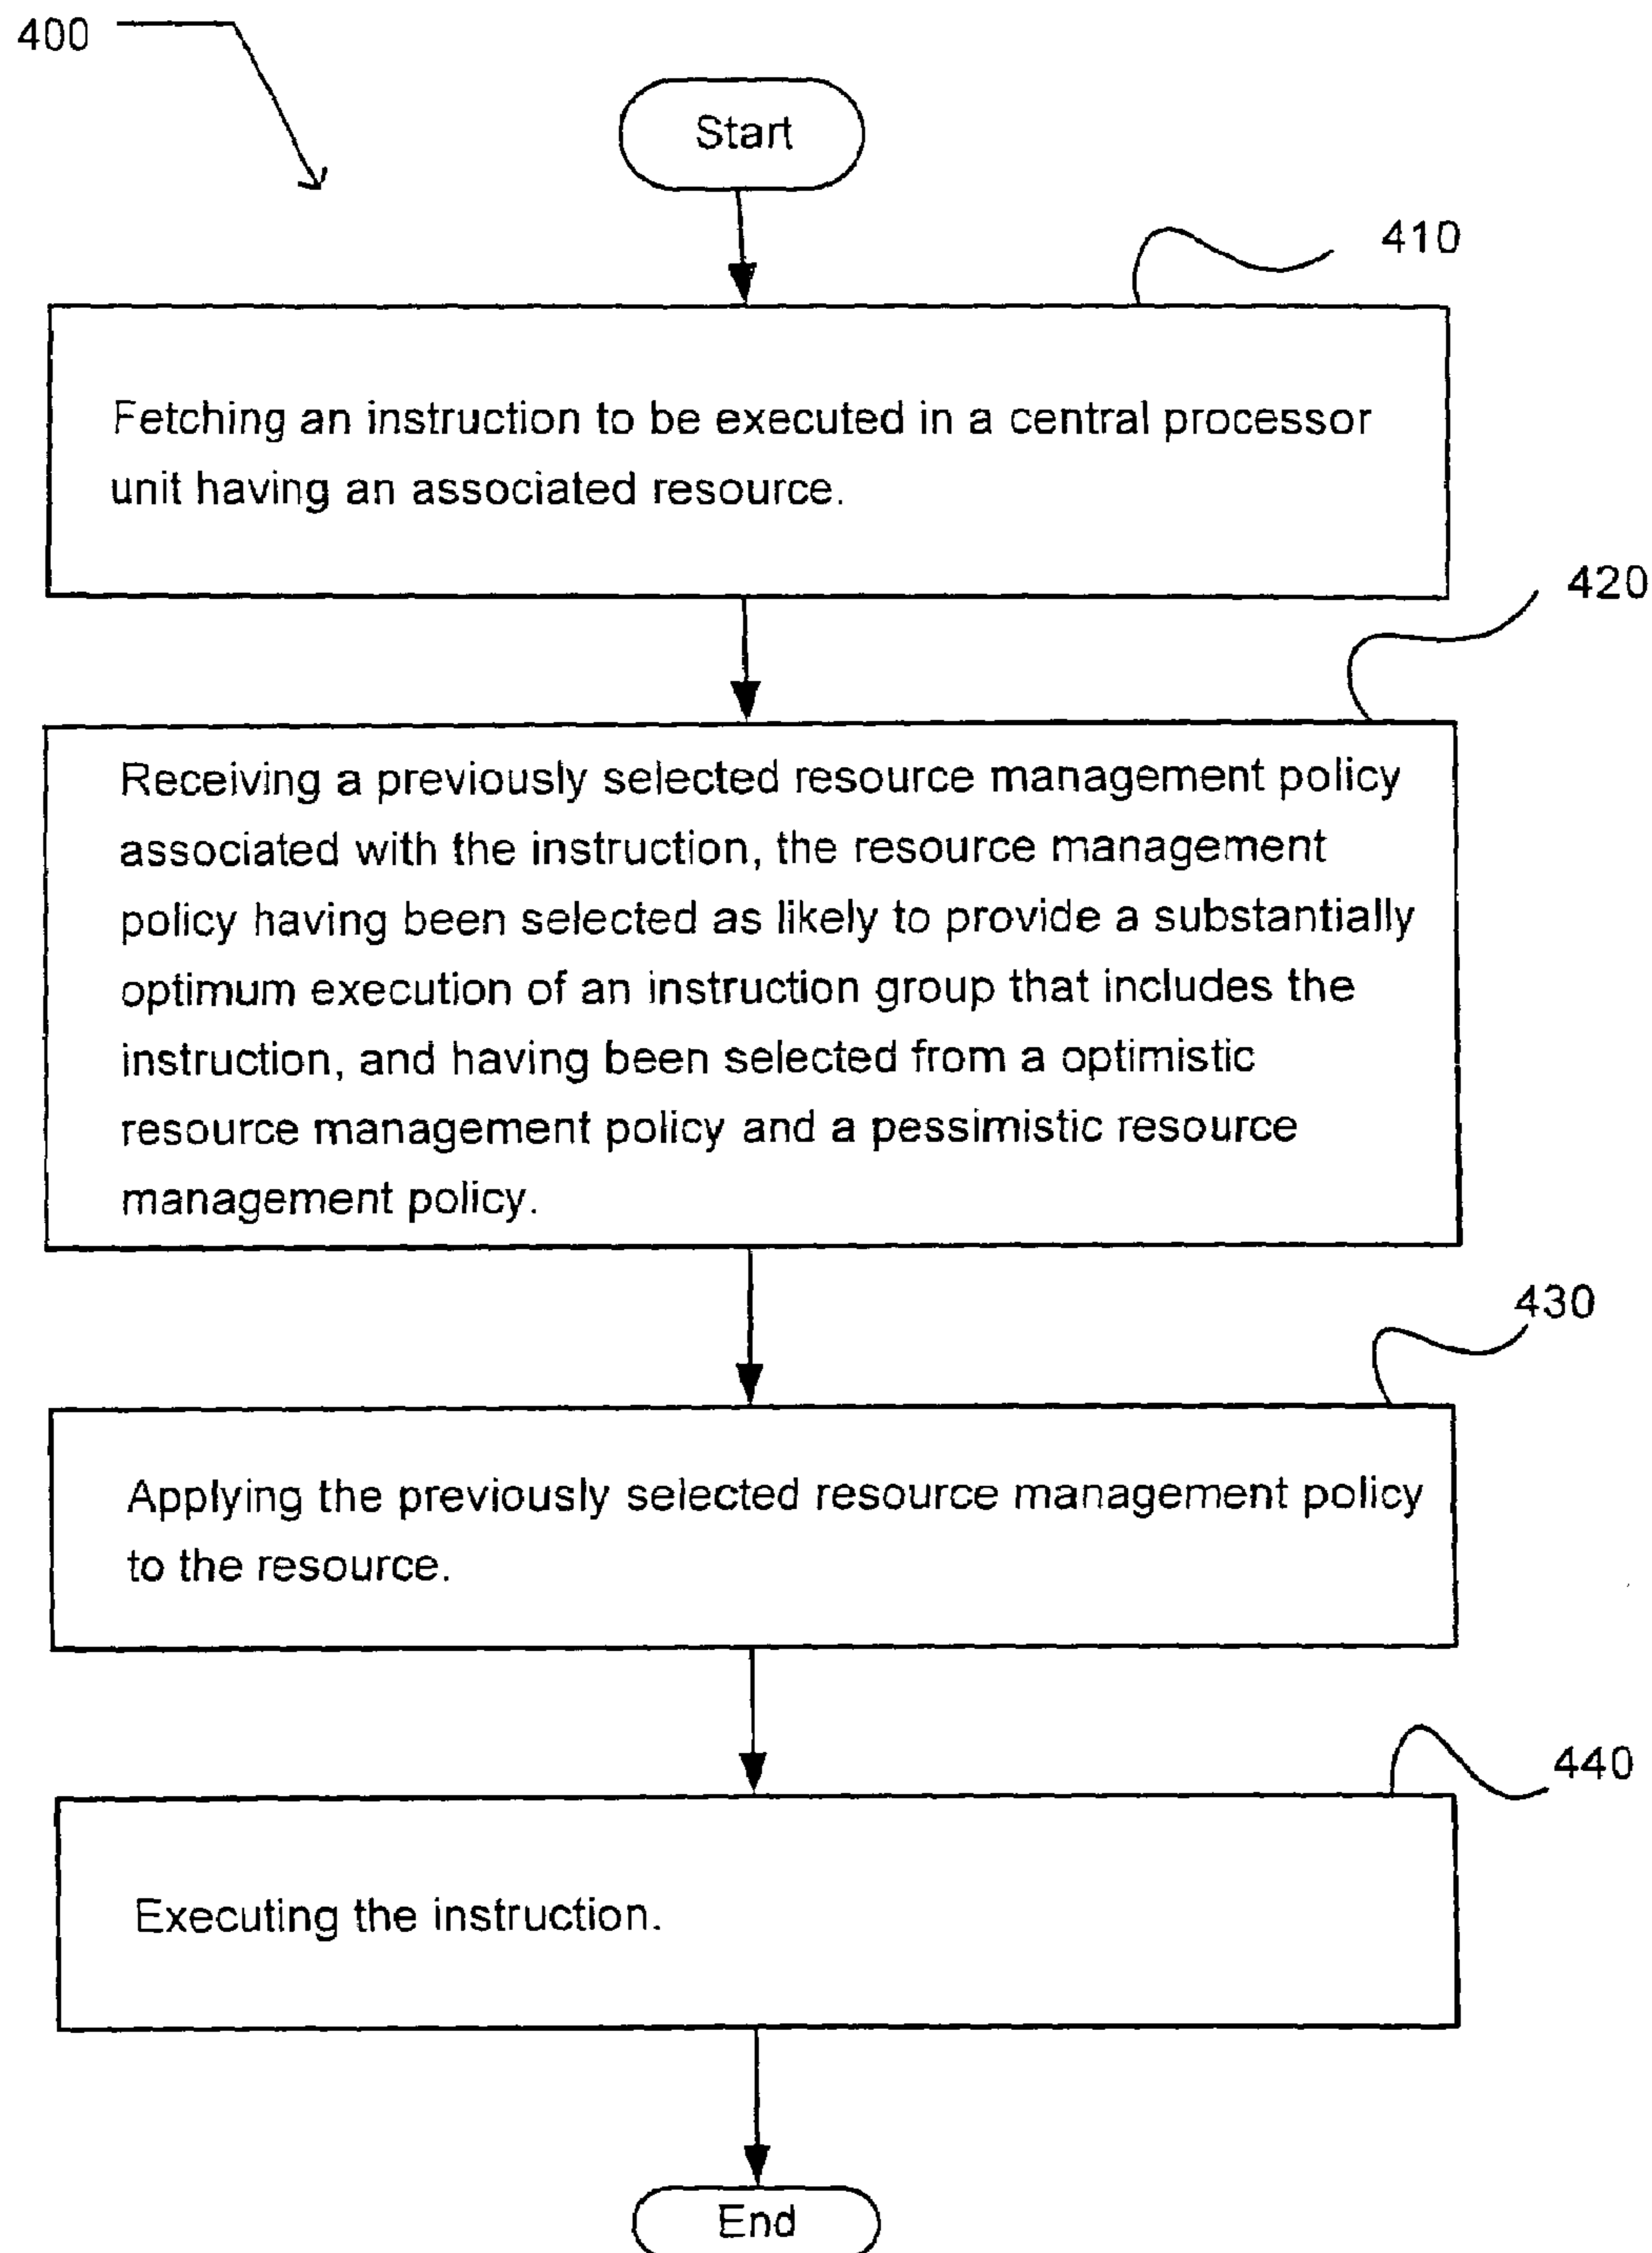 400
Start
410
Fetching an instruction to be executed in a central processor
unit having an associated resource.
420
Receiving a previously selected resource management policy
associated with the instruction, the resource management
policy having been selected as likely to provide a substantially
optimum execution of an instruction group that includes the
instruction, and having been selected from a optimistic
resource management policy and a pessimistic resource
management policy.
430
Applying the previously selected resource management policy
to the resource.
440
Executing the instruction.
End